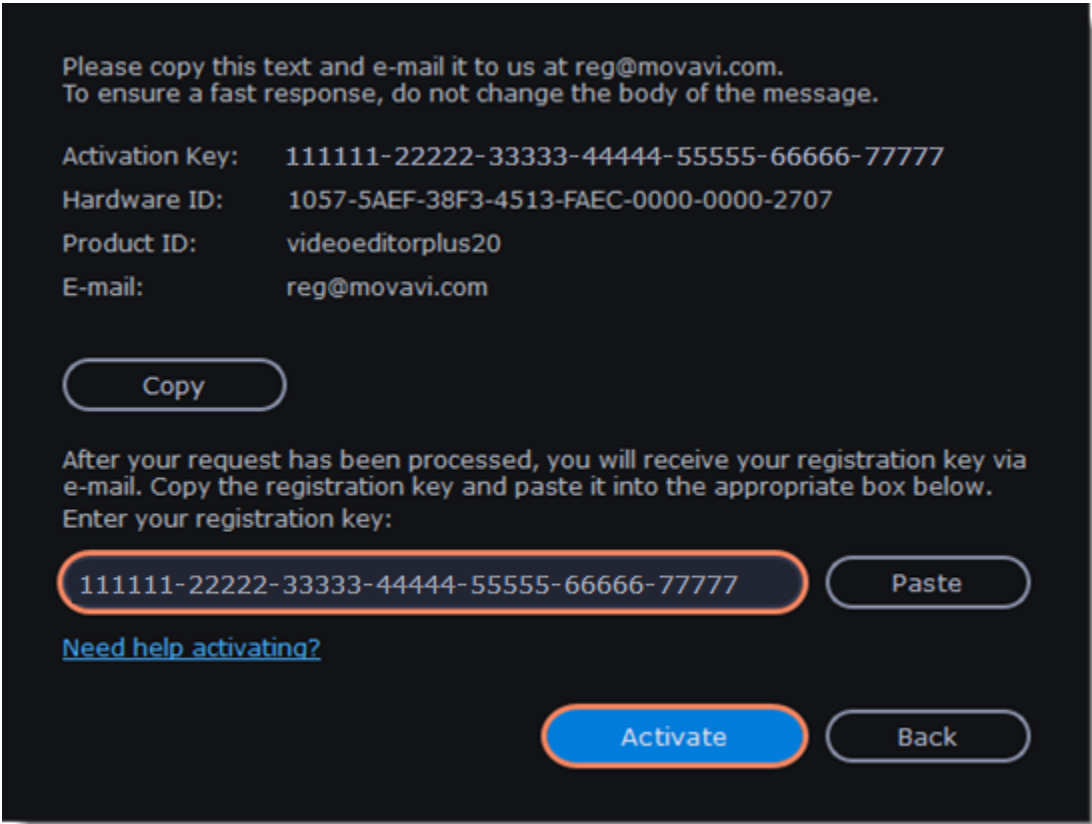 Please copy this text and e-mail it to us at reg@movavi.com.
To ensure a fast response, do not change the body of the message.
Activation Key: 111111-22222-33333-44444-55555-66666-77777
Hardware ID: 1057-5AEF-38F3-4513-FAEC-0000-0000-2707
Product ID: videoeditorplus20
E-mail: reg@movavi.com
Copy
After your request has been processed, you will receive your registration key via
e-mail. Copy the registration key and paste it into the appropriate box below.
Enter your registration key:
111111-22222-33333-44444-55555-66666-77777 Paste
Need help activating?
Activate Back